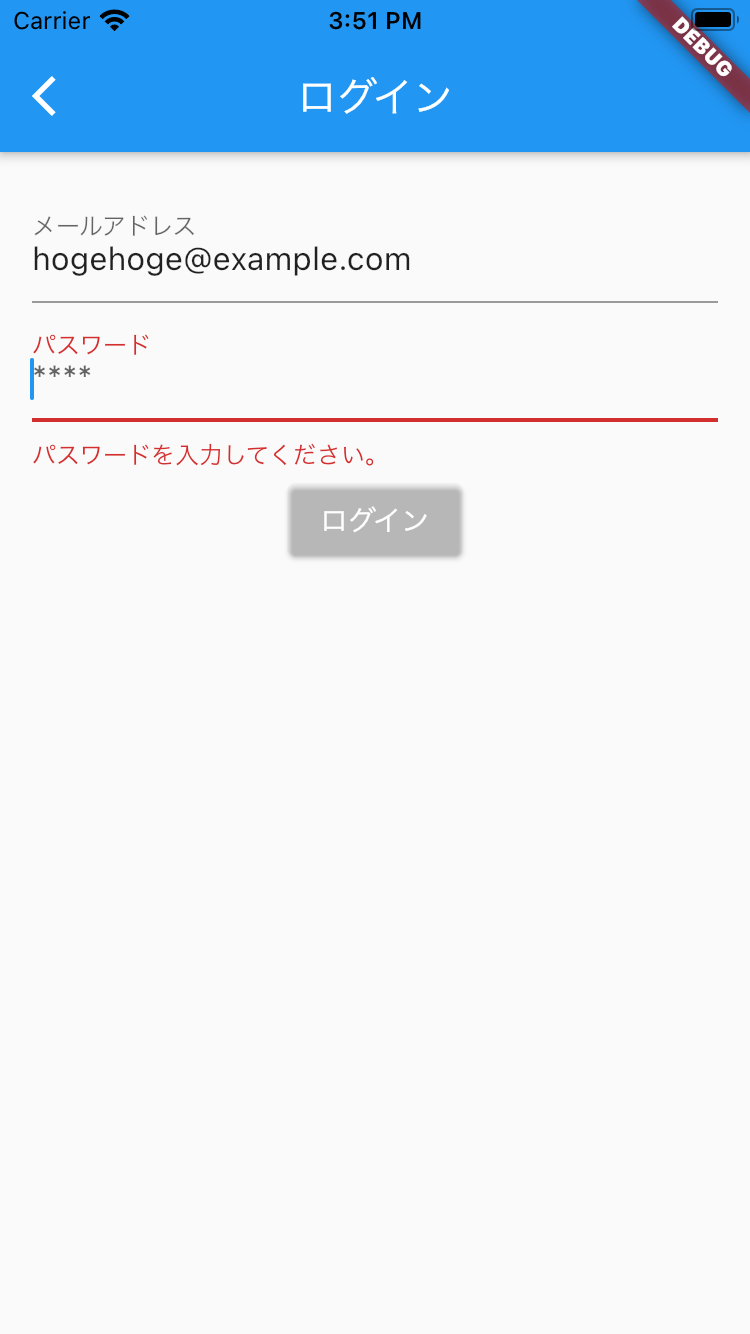 Carrier 3:51 PM
DEBUG
ログイン
メールアドレス
hogehoge@example.com
パスワード
****
パスワードを入力してください。
ログイン